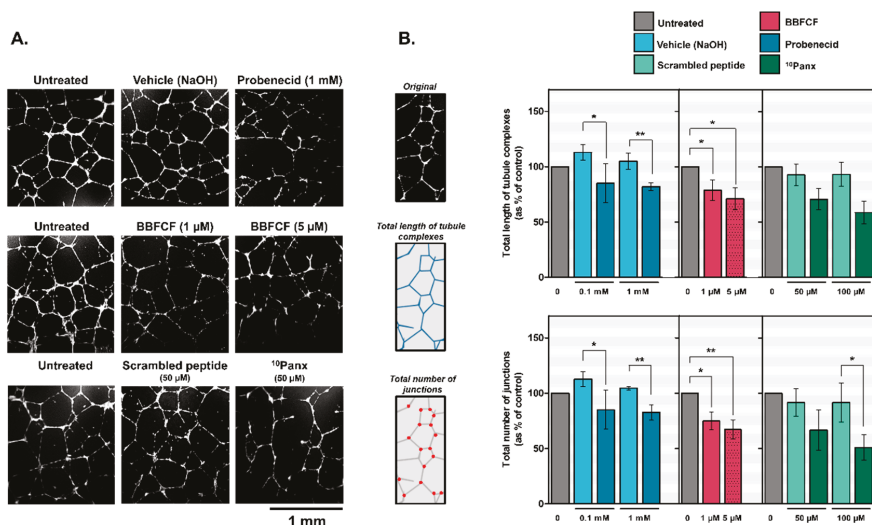 A.
B.
Untreated
Vehicle (NaOH)
Scrambled peptide
BBFCF
Probenecid
¹⁰Panx
Untreated Vehicle (NaOH) Probenecid (1 mM)
Untreated BBFCF (1 µM) BBFCF (5 µM)
Untreated Scrambled peptide ¹⁰Panx
(50 µM) (50 µM)
1 mm
Original
Total length of tubule
complexes
Total number of
junctions
Total length of tubule complexes
(as % of control)
150
100
50
0
* ** * *
0 0.1 mM 1 mM 0 1 µM 5 µM 0 50 µM 100 µM
Total number of junctions
(as % of control)
150
100
50
0
* ** * ** *
0 0.1 mM 1 mM 0 1 µM 5 µM 0 50 µM 100 µM